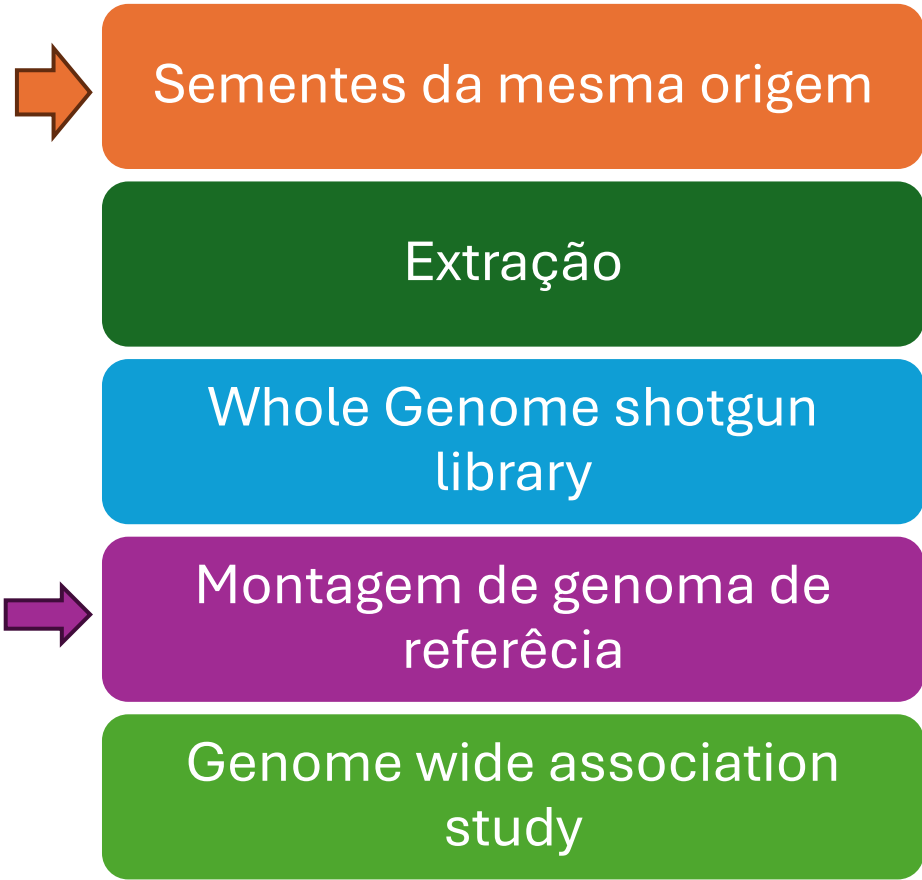 Sementes da mesma origem
Extração
Whole Genome shotgun
library
Montagem de genoma de
referêcia
Genome wide association
study